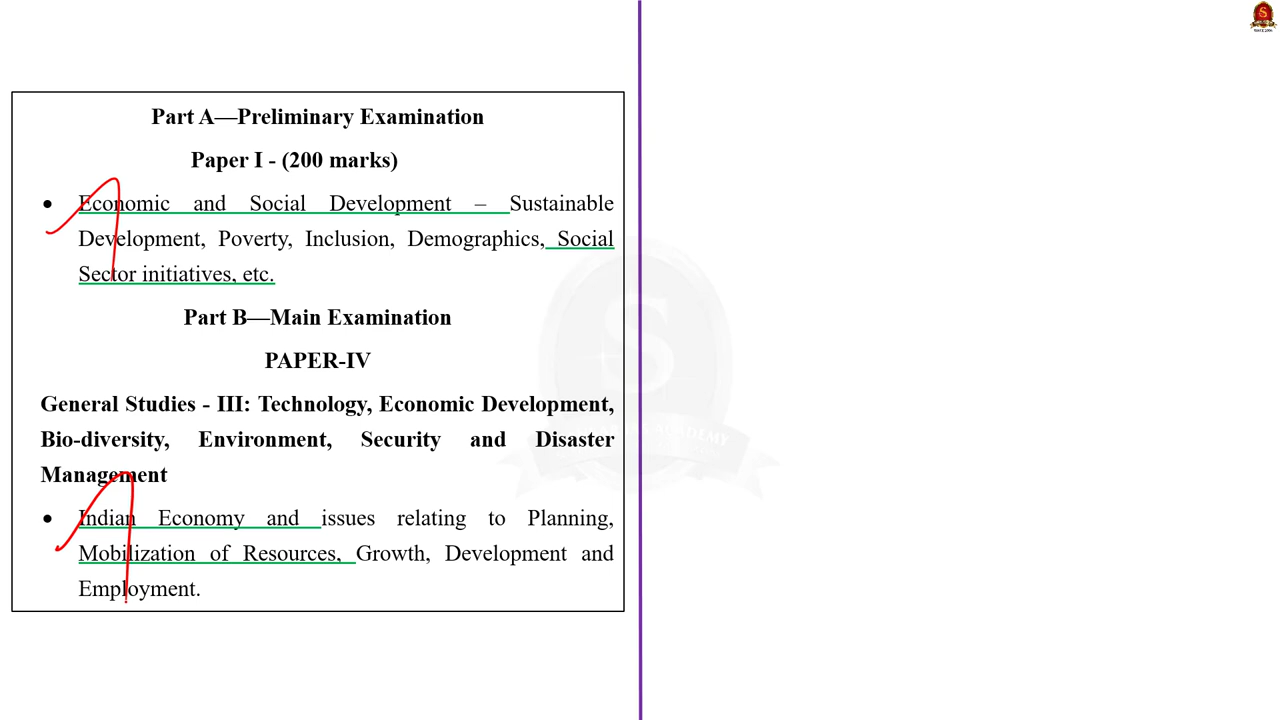 Part A—Preliminary Examination
Paper I - (200 marks)
• Economic and Social Development – Sustainable
Development, Poverty, Inclusion, Demographics, Social
Sector initiatives, etc.
Part B—Main Examination
PAPER-IV
General Studies - III: Technology, Economic Development,
Bio-diversity, Environment, Security and Disaster
Management
• Indian Economy and issues relating to Planning,
Mobilization of Resources, Growth, Development and
Employment.
S
S
ACADEMY